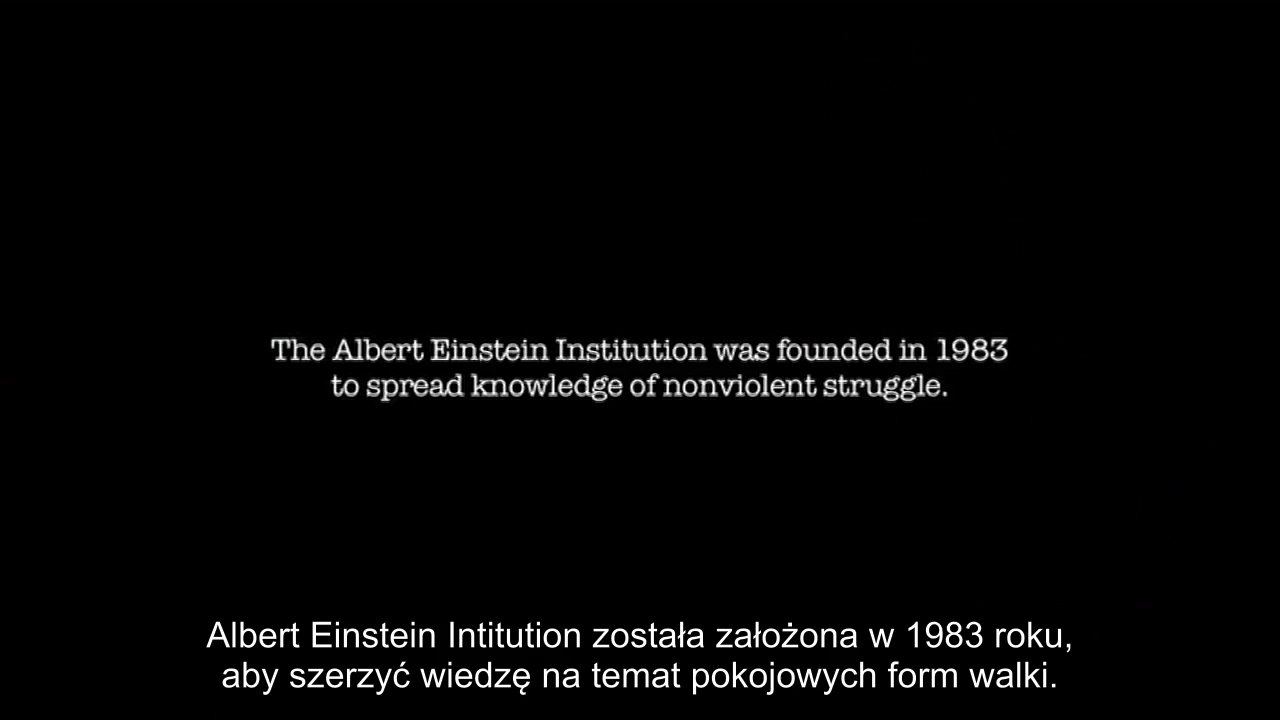 The Albert Einstein Institution was founded in 1983
to spread knowledge of nonviolent struggle.
Albert Einstein Intitution została założona w 1983 roku,
aby szerzyć wiedzę na temat pokojowych form walki.